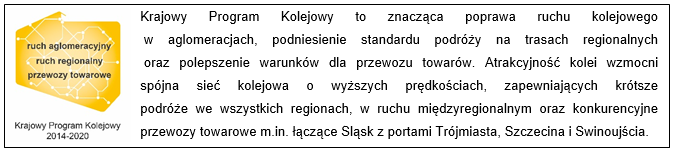 ruch aglomeracyjny
ruch regionalny
przewozy towarowe
Krajowy Program Kolejowy
2014-2020
Krajowy Program Kolejowy to znacząca poprawa ruchu kolejowego
w aglomeracjach, podniesienie standardu podróży na trasach regionalnych
oraz polepszenie warunków dla przewozu towarów. Atrakcyjność kolei wzmocni
spójna sieć kolejowa o wyższych prędkościach, zapewniających krótsze
podróże we wszystkich regionach, w ruchu międzyregionalnym oraz konkurencyjne
przewozy towarowe m.in. łączące Sląsk z portami Trójmiasta, Szczecina i Swinoujścia.